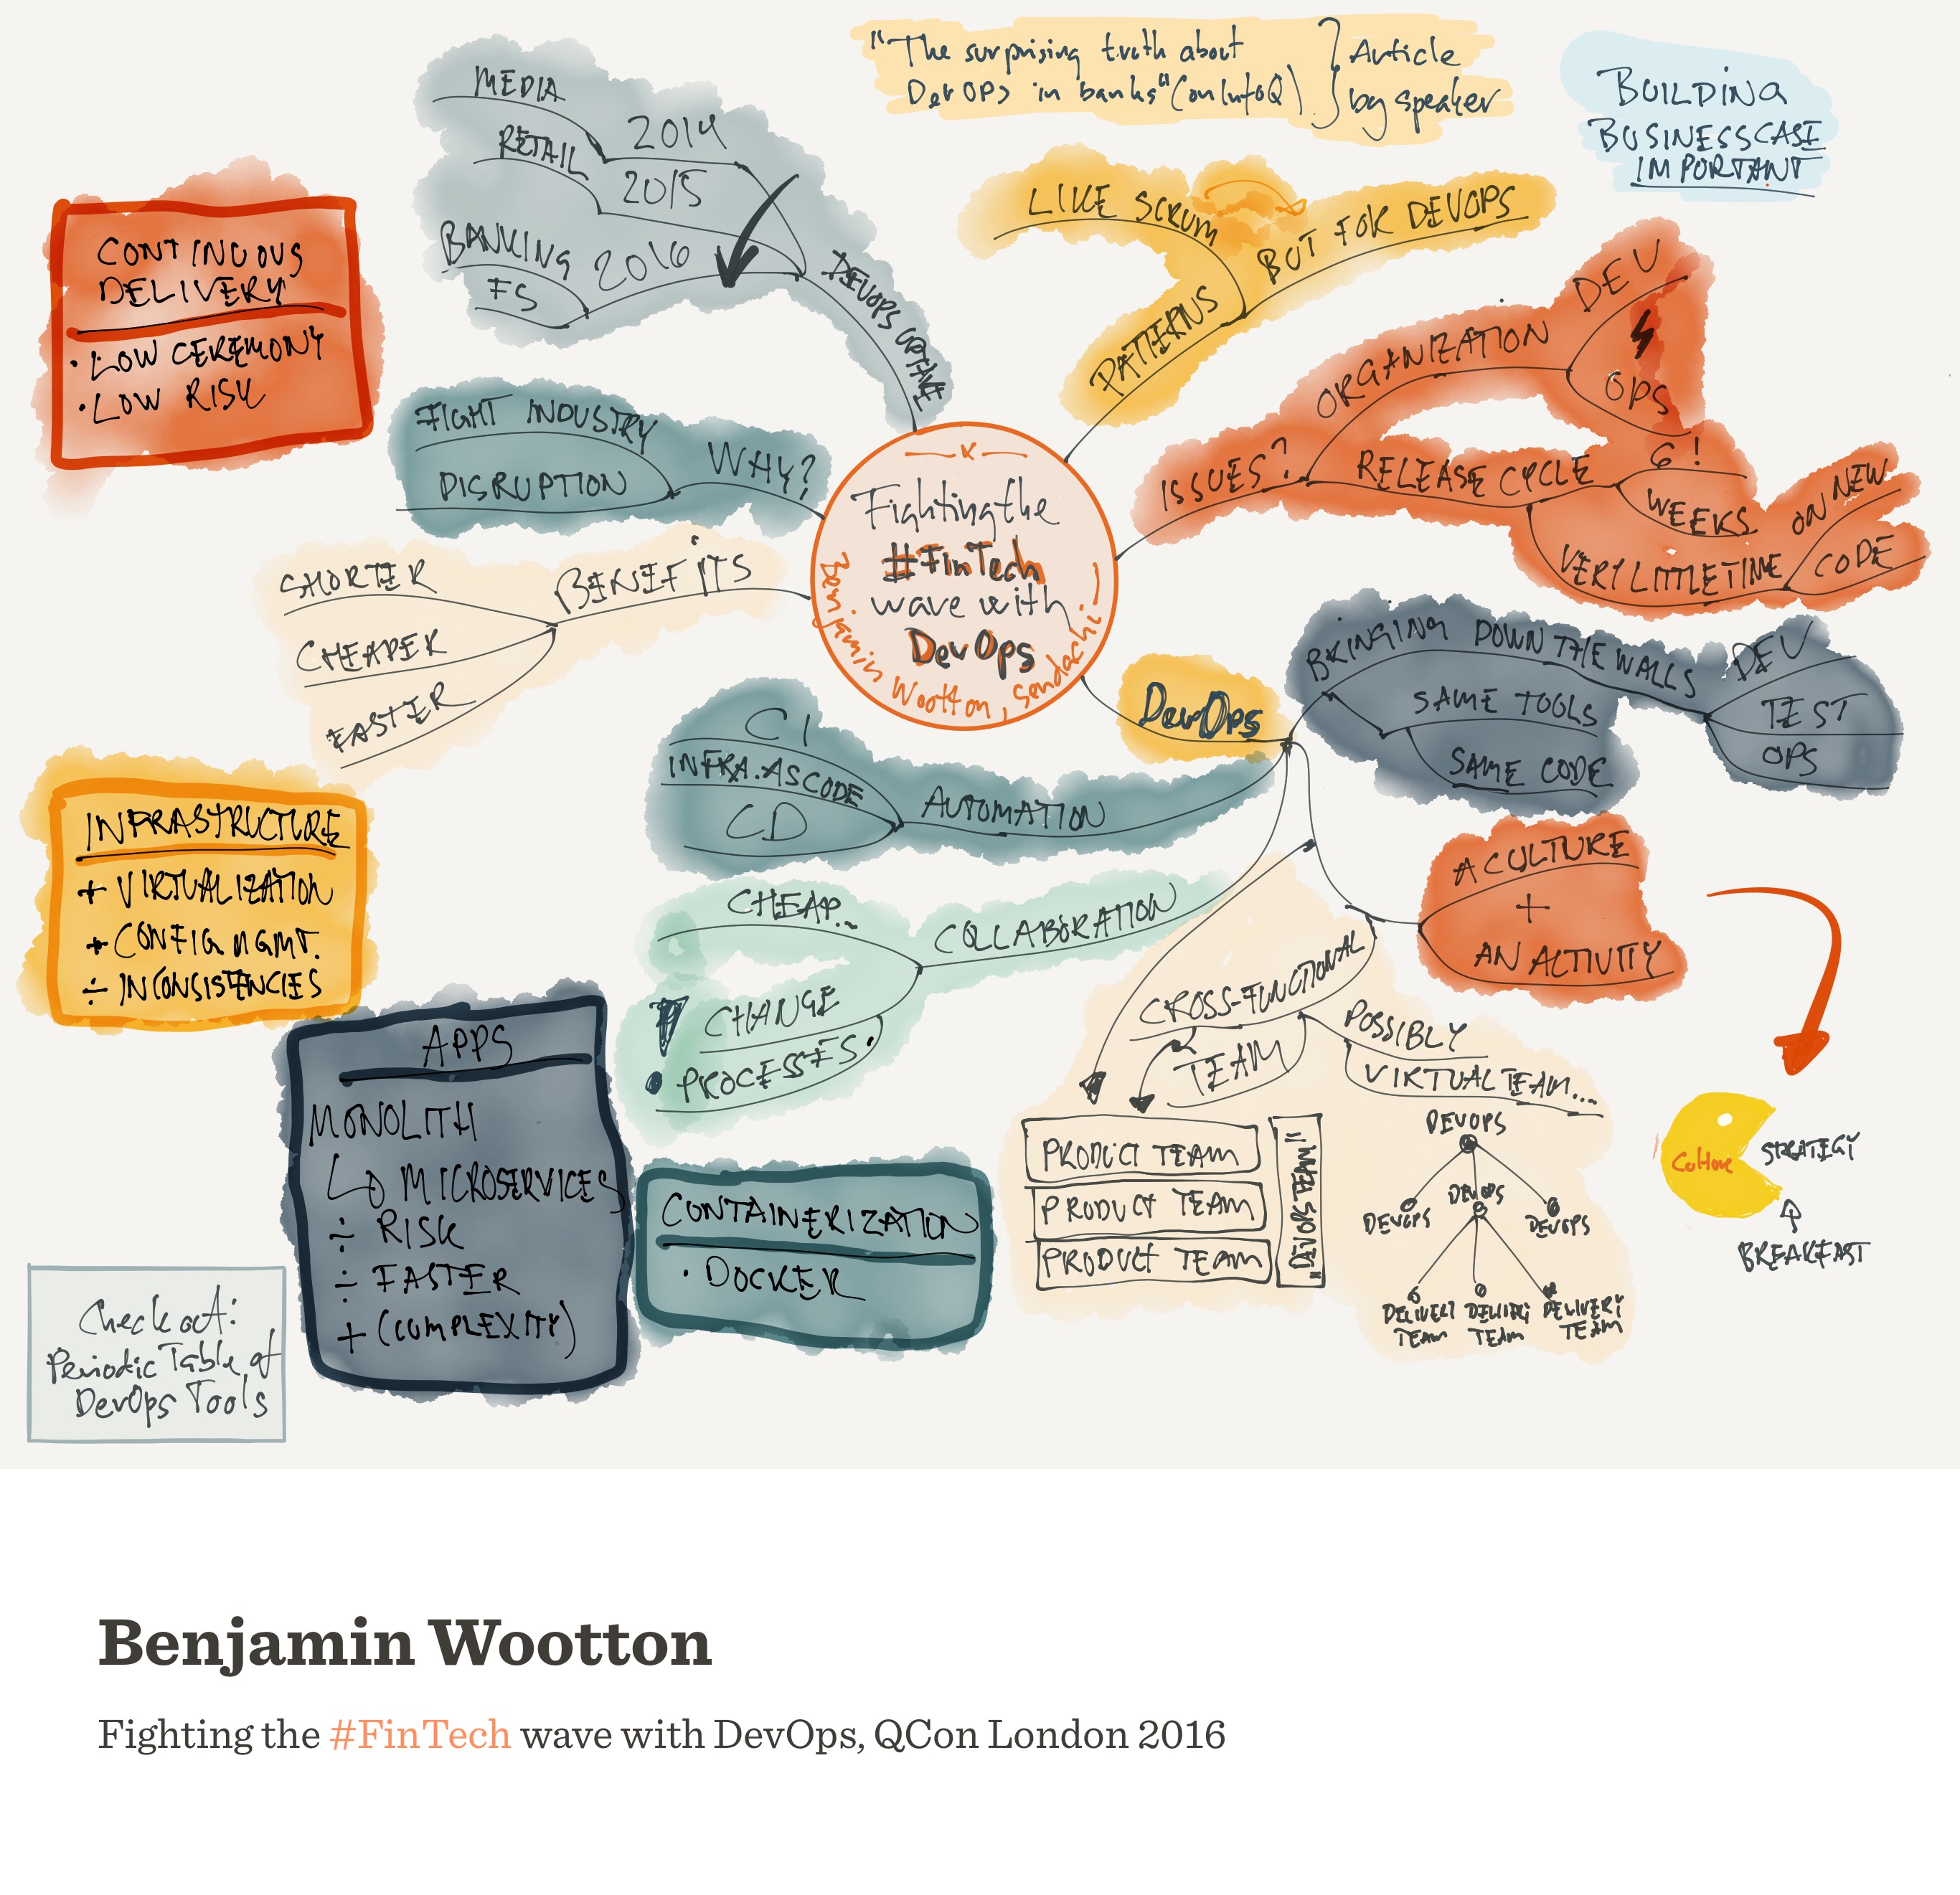 "The surprising truth about
DevOps in banks" (on InfoQ)
Article
by speaker
BUILDING
BUSINESSCASE
IMPORTANT
MEDIA
2014
RETAIL
2015
BANKING
FS
2016
DEVOPS UPTAKE
LIKE SCRUM
BUT FOR DEVOPS
PATTERNS
CONTINUOUS
DELIVERY
• LOW CEREMONY
• LOW RISK
FIGHT INDUSTRY
DISRUPTION
WHY?
ISSUES?
ORGANIZATION
DEV
OPS
RELEASE CYCLE
6!
WEEKS
VERY LITTLE TIME
ON NEW
CODE
Fighting the
#FinTech
wave with
DevOps
Benjamin Wootton, Sendachi
BENEFITS
SHORTER
CHEAPER
FASTER
DevOps
BRINGING DOWN THE WALLS
DEV
TEST
OPS
SAME TOOLS
SAME CODE
CI
INFRA. AS CODE
CD
AUTOMATION
INFRASTRUCTURE
+ VIRTUALIZATION
+ CONFIG MGMT.
÷ INCONSISTENCIES
CHEAP..
COLLABORATION
CHANGE
PROCESSES
A CULTURE
+
AN ACTIVITY
CROSS-FUNCTIONAL
TEAM
POSSIBLY
VIRTUAL TEAM...
APPS
MONOLITH
MICROSERVICES
÷ RISK
÷ FASTER
+ (COMPLEXITY)
CONTAINERIZATION
• DOCKER
PRODUCT TEAM
PRODUCT TEAM
PRODUCT TEAM
"DEVOPS TEAM"
DEVOPS
DEVOPS
DEVOPS
DEVOPS
DELIVERY
TEAM
DELIVERY
TEAM
DELIVERY
TEAM
Culture
STRATEGY
BREAKFAST
Check out:
Periodic Table of
DevOps Tools
Benjamin Wootton
Fighting the #FinTech wave with DevOps, QCon London 2016